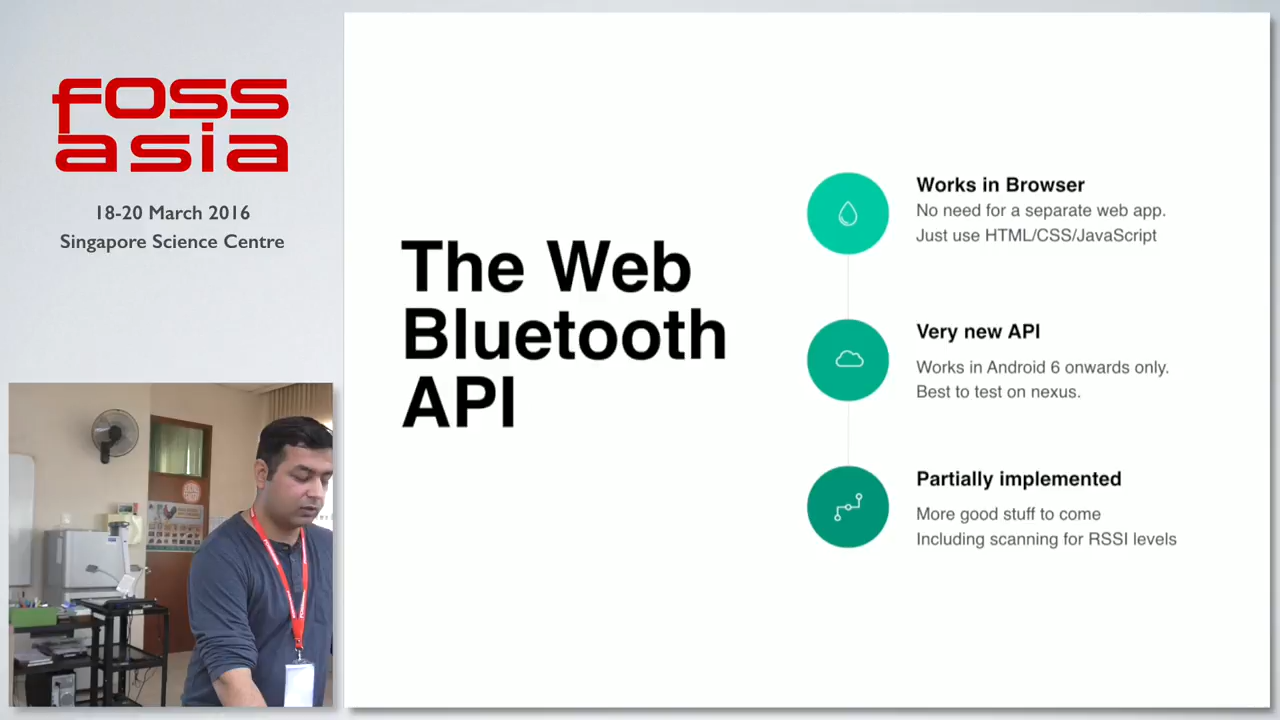 foss
asia
18-20 March 2016
Singapore Science Centre
The Web
Bluetooth
API
Works in Browser
No need for a separate web app.
Just use HTML/CSS/JavaScript
Very new API
Works in Android 6 onwards only.
Best to test on nexus.
Partially implemented
More good stuff to come
Including scanning for RSSI levels